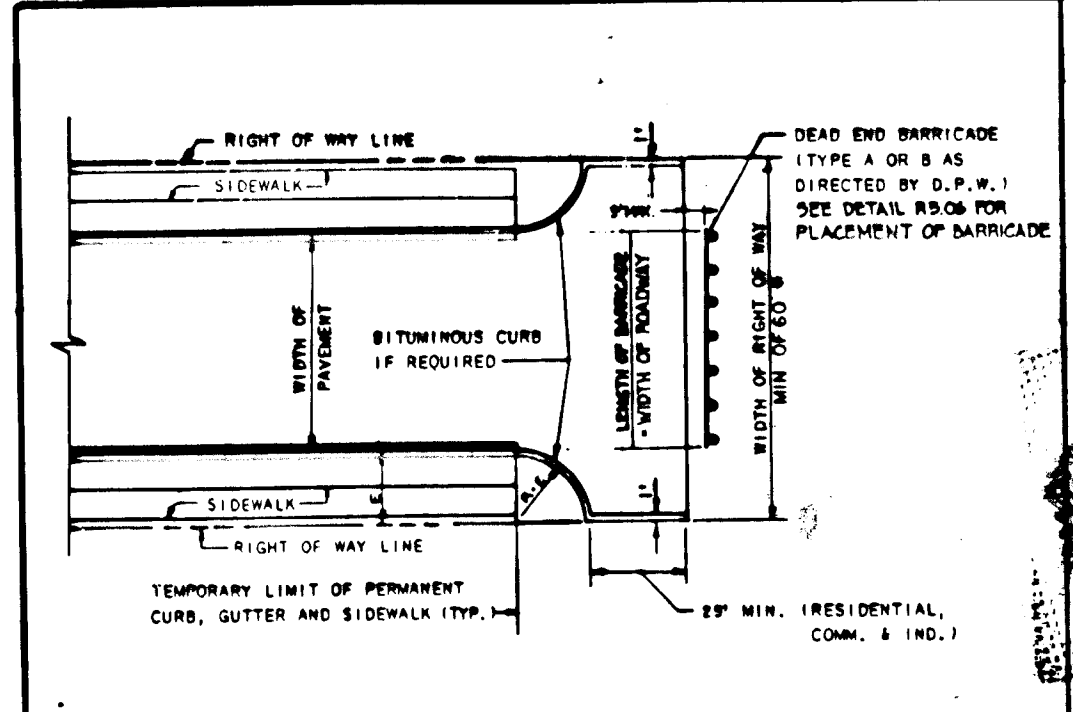 RIGHT OF WAY LINE
SIDEWALK
1'
DEAD END BARRICADE
(TYPE A OR B AS
DIRECTED BY D.P.W.)
SEE DETAIL R5.06 FOR
PLACEMENT OF BARRICADE
WIDTH OF
PAVEMENT
BITUMINOUS CURB
IF REQUIRED
LENGTH OF BARRICADE
= WIDTH OF ROADWAY
WIDTH OF RIGHT OF WAY
MIN OF 60
SIDEWALK
E
1'
RIGHT OF WAY LINE
TEMPORARY LIMIT OF PERMANENT
CURB, GUTTER AND SIDEWALK (TYP.)
25' MIN. (RESIDENTIAL,
COMM. & IND.)